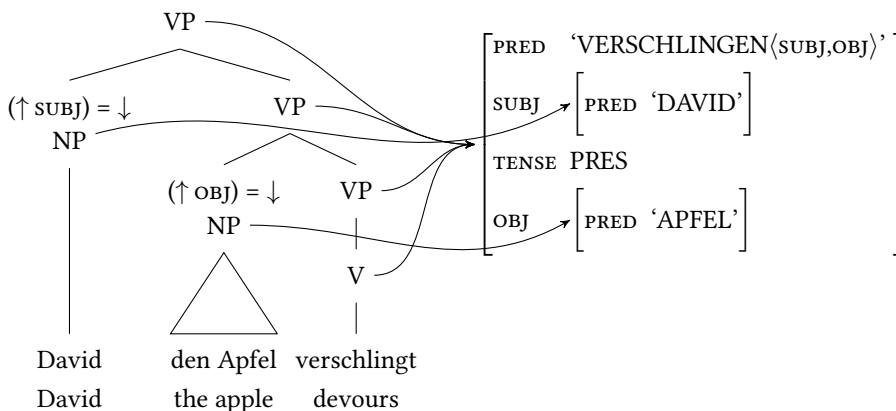 VP
PRED ‘VERSCHLINGEN⟨SUBJ,OBJ⟩’
(↑ SUBJ) = ↓
VP
SUBJ [PRED ‘DAVID’]
NP
TENSE PRES
(↑ OBJ) = ↓
VP
NP
OBJ [PRED ‘APFEL’]
V
David den Apfel verschlingt
David the apple devours